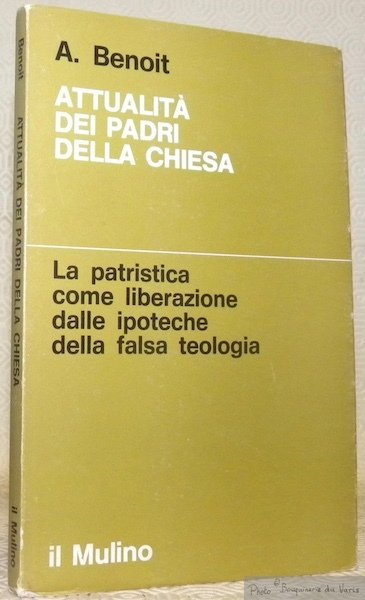 A. Benoit
ATTUALITÀ
DEI PADRI
DELLA CHIESA
La patristica
come liberazione
dalle ipoteche
della falsa teologia
il Mulino
Benoit ATTUALITÀ DEI PADRI DELLA CHIESA il Mulino
Photo © Bouquinerie du Varis